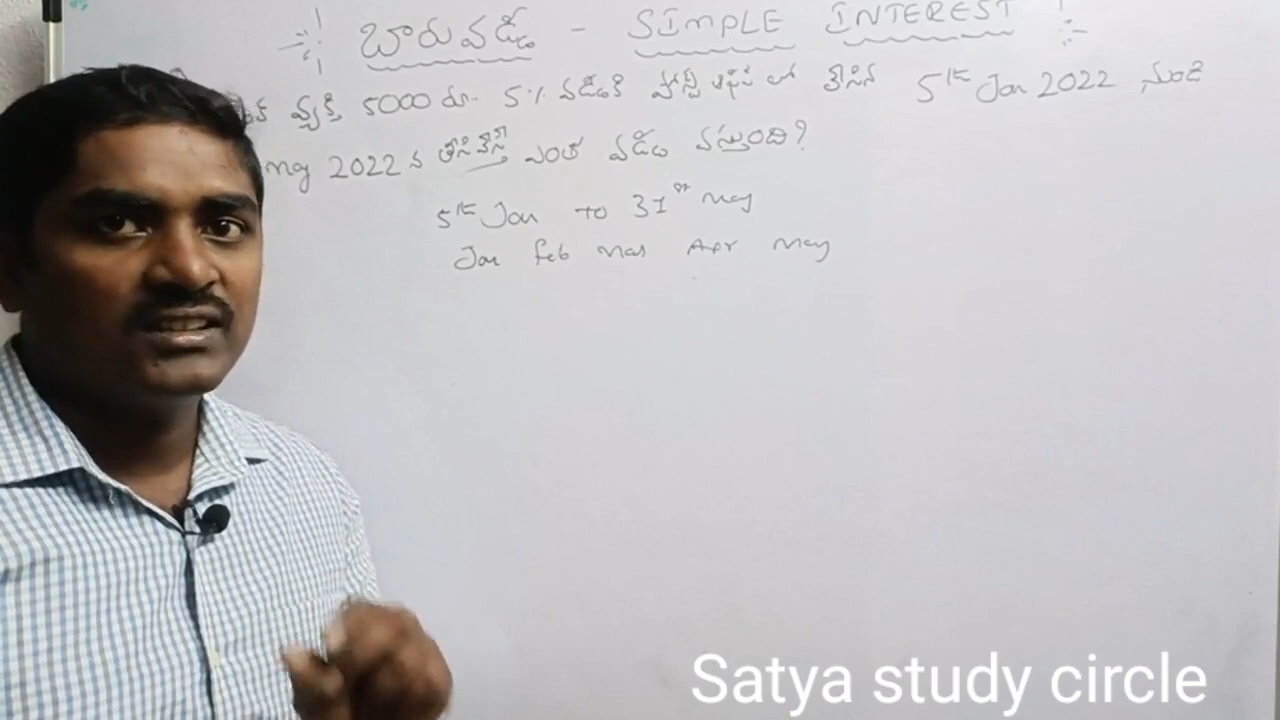 బారువడ్డీ - SIMPLE INTEREST
వ్యక్తి 5000 రూ. 5% వడ్డీకి పోస్ట్ ఆఫీస్ లో వేసిన 5th Jan 2022 నుండి
may 2022 న తీసివేస్తే ఎంత వడ్డీ వస్తుంది?
5th Jan to 31st may
Jan feb mar Apr may
Satya study circle